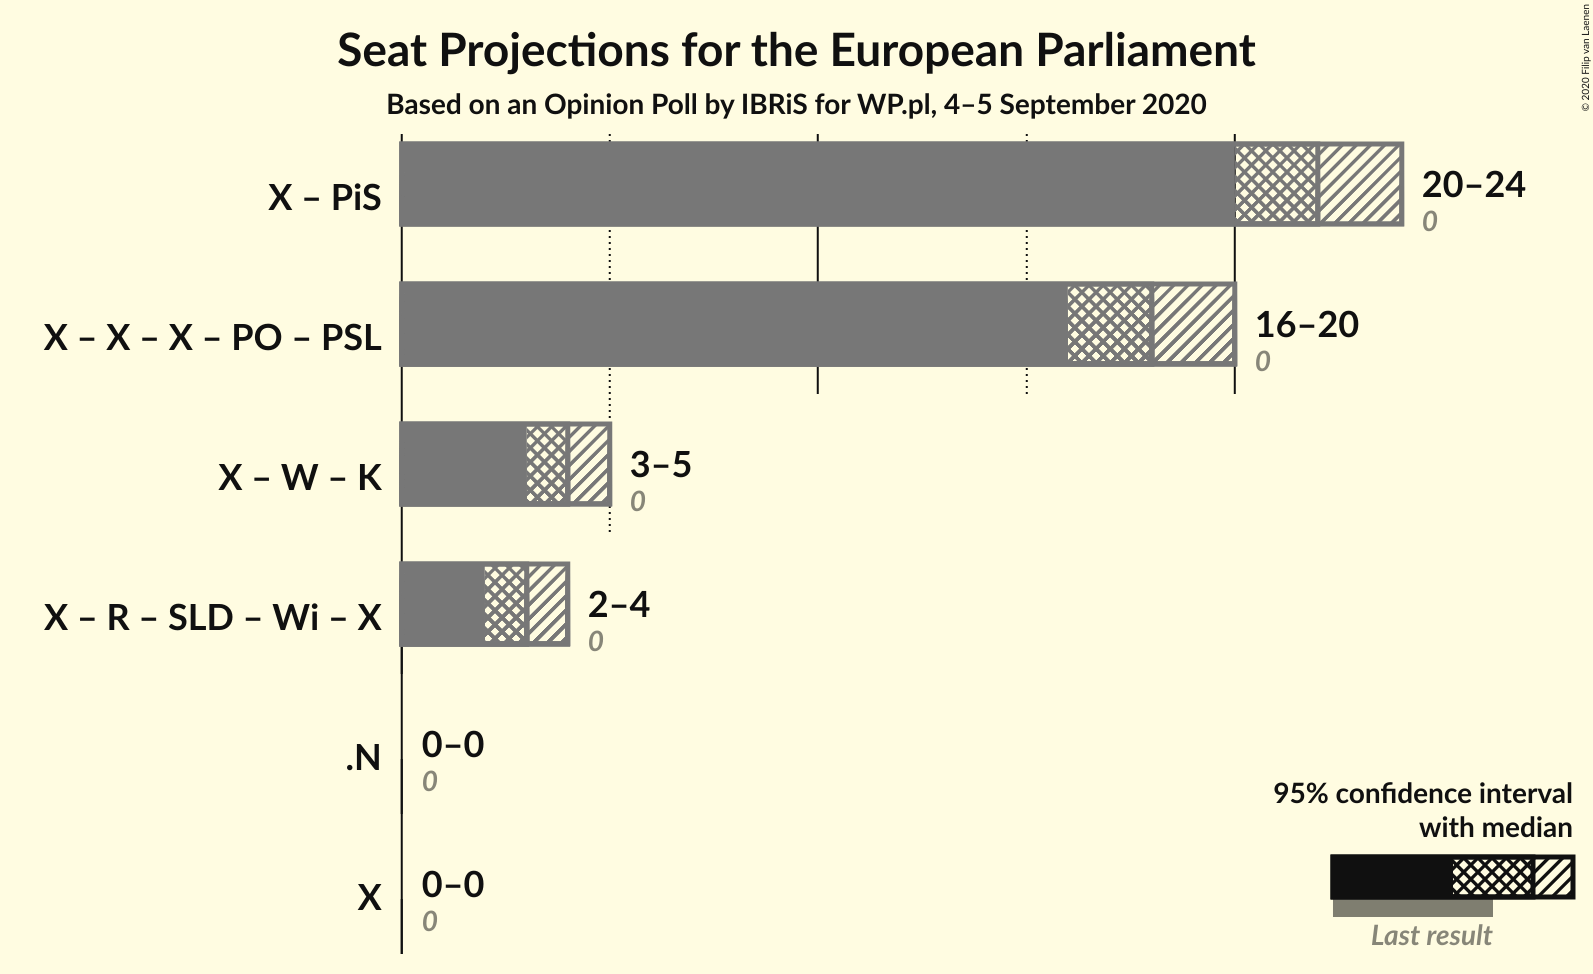 Seat Projections for the European Parliament
Based on an Opinion Poll by IBRiS for WP.pl, 4–5 September 2020
© 2020 Filip van Laenen
X – PiS
20–24
0
X – X – X – PO – PSL
16–20
0
X – W – K
3–5
0
X – R – SLD – Wi – X
2–4
0
.N
0–0
0
X
0–0
0
95% confidence interval
with median
Last result